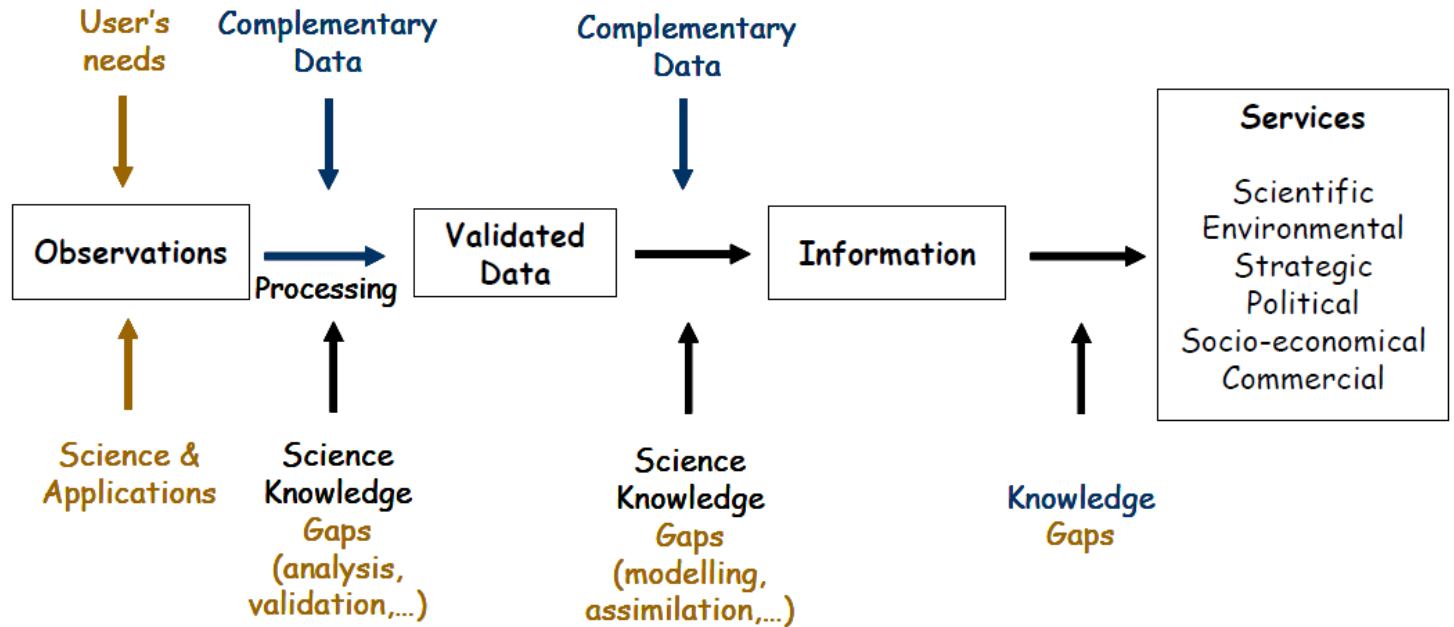 User's
needs
Complementary
Data
Complementary
Data
Observations
Processing
Validated
Data
Information
Services
Scientific
Environmental
Strategic
Political
Socio-economical
Commercial
Science &
Applications
Science
Knowledge
Gaps
(analysis,
validation,...)
Science
Knowledge
Gaps
(modelling,
assimilation,...)
Knowledge
Gaps